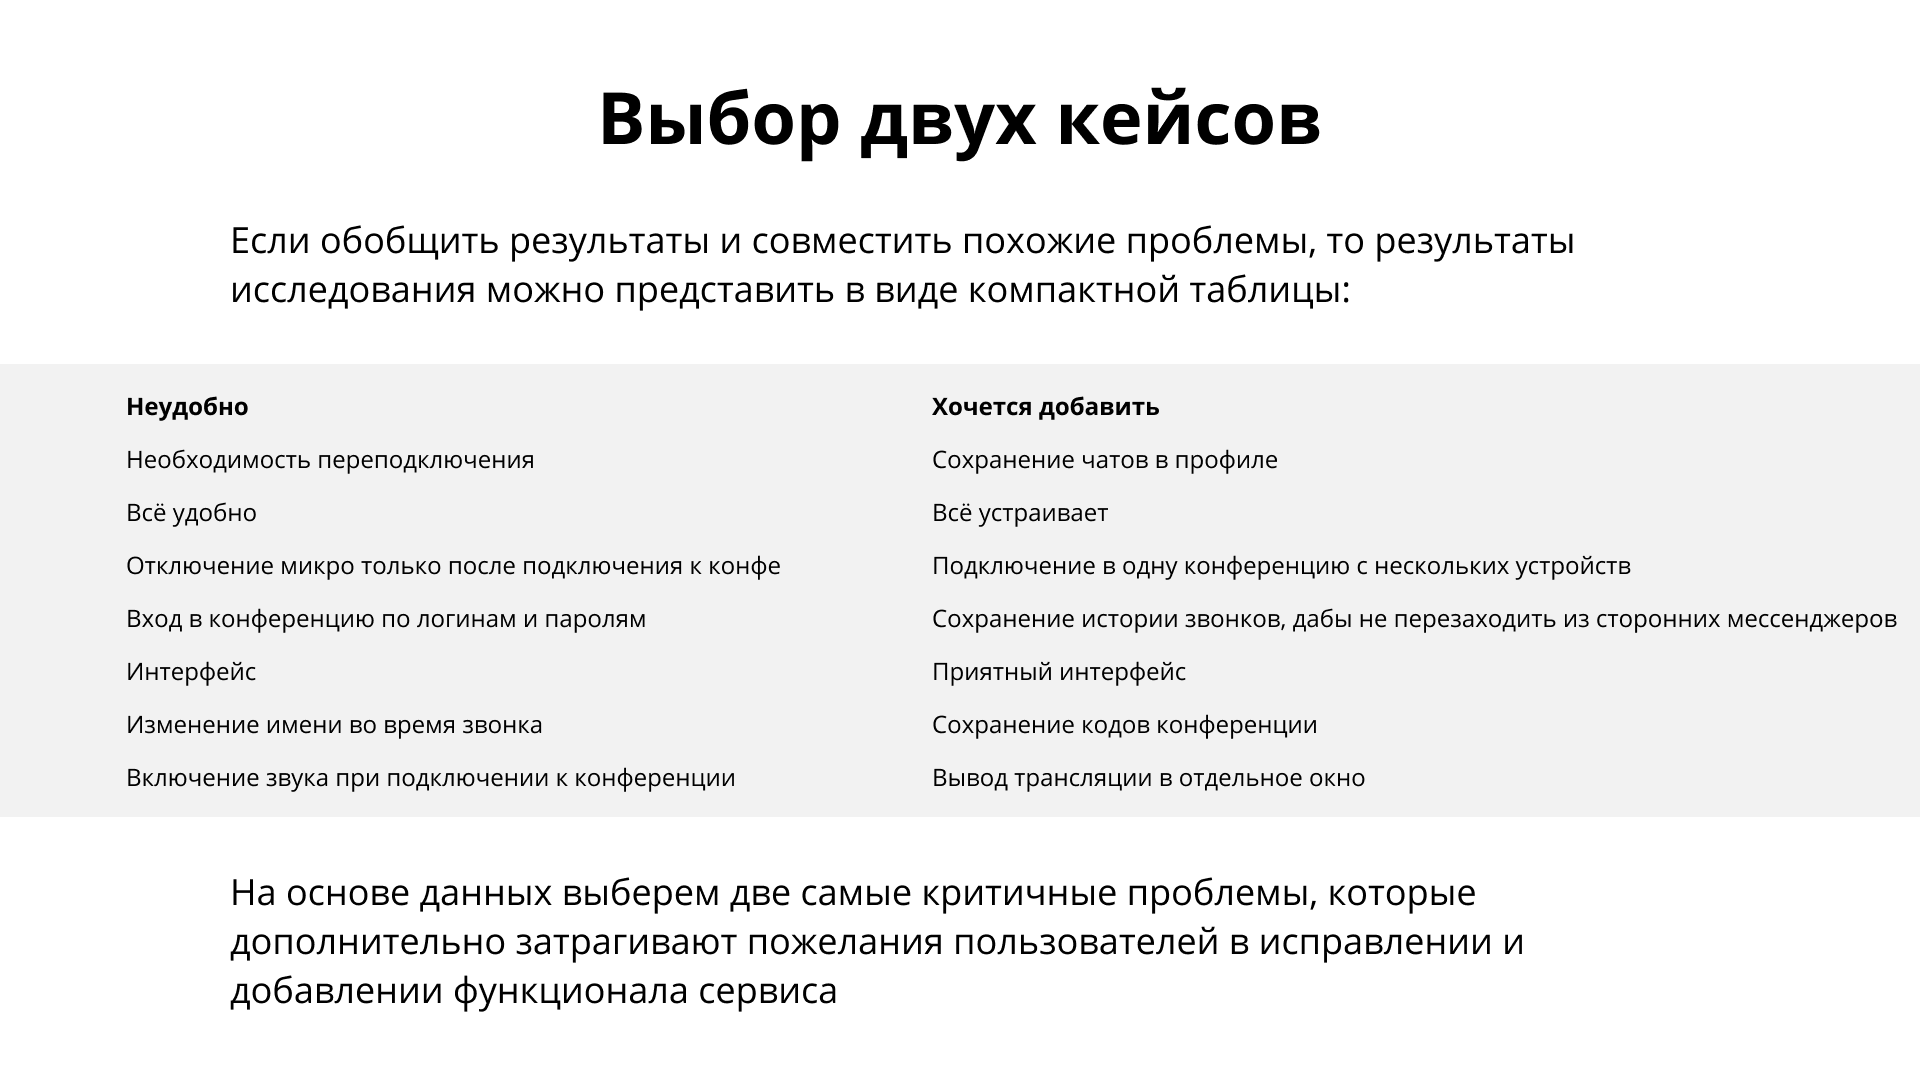 Выбор двух кейсов
Если обобщить результаты и совместить похожие проблемы, то результаты
исследования можно представить в виде компактной таблицы:
Неудобно Хочется добавить
Необходимость переподключения Сохранение чатов в профиле
Всё удобно Всё устраивает
Отключение микро только после подключения к конфе Подключение в одну конференцию с нескольких устройств
Вход в конференцию по логинам и паролям Сохранение истории звонков, дабы не перезаходить из сторонних мессенджеров
Интерфейс Приятный интерфейс
Изменение имени во время звонка Сохранение кодов конференции
Включение звука при подключении к конференции Вывод трансляции в отдельное окно
На основе данных выберем две самые критичные проблемы, которые
дополнительно затрагивают пожелания пользователей в исправлении и
добавлении функционала сервиса